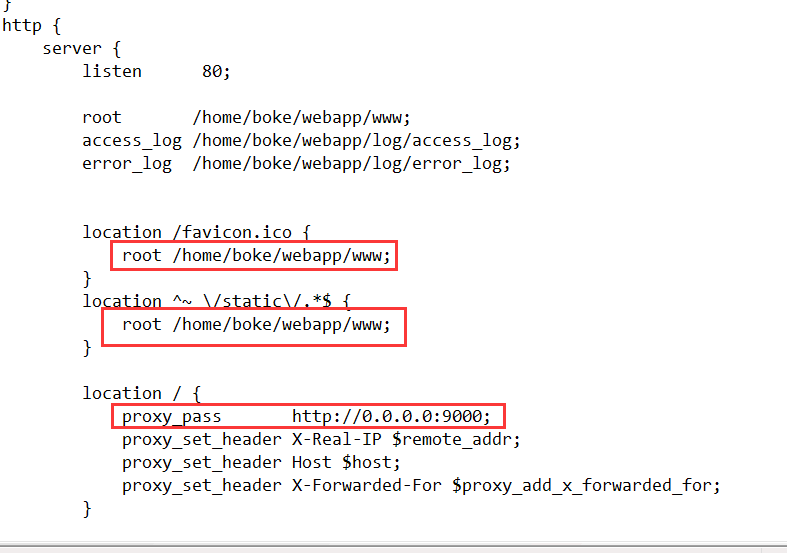 }
http {
    server {
        listen      80;
        root       /home/boke/webapp/www;
        access_log /home/boke/webapp/log/access_log;
        error_log  /home/boke/webapp/log/error_log;
        location /favicon.ico {
            root /home/boke/webapp/www;
        }
        location ^~ \/static\/.*$ {
            root /home/boke/webapp/www;
        }
        location / {
            proxy_pass       http://0.0.0.0:9000;
            proxy_set_header X-Real-IP $remote_addr;
            proxy_set_header Host $host;
            proxy_set_header X-Forwarded-For $proxy_add_x_forwarded_for;
        }